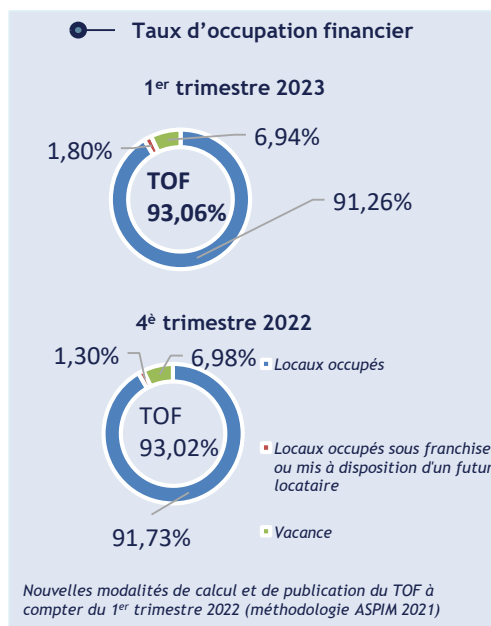 Taux d’occupation financier
1er trimestre 2023
1,80%
6,94%
TOF
93,06%
91,26%
4è trimestre 2022
1,30%
6,98%
Locaux occupés
TOF
93,02%
Locaux occupés sous franchise
ou mis à disposition d'un futur
locataire
91,73%
Vacance
Nouvelles modalités de calcul et de publication du TOF à
compter du 1er trimestre 2022 (méthodologie ASPIM 2021)